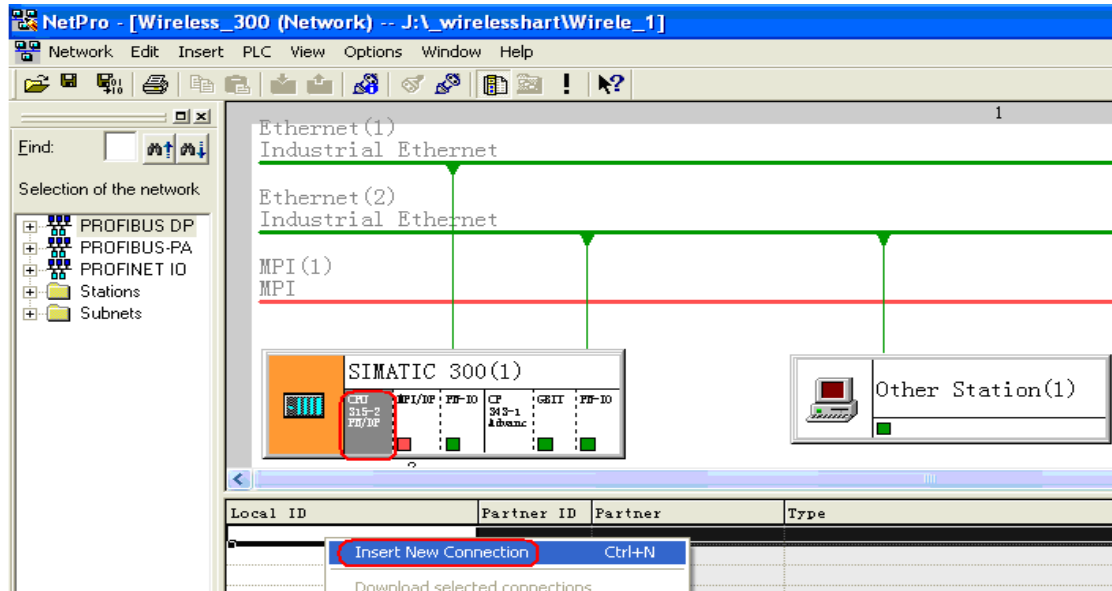 NetPro - [Wireless_300 (Network) -- J:\_wirelesshart\Wirele_1]
Network Edit Insert PLC View Options Window Help
Find:
Selection of the network
PROFIBUS DP
PROFIBUS-PA
PROFINET IO
Stations
Subnets
1
Ethernet(1)
Industrial Ethernet
Ethernet(2)
Industrial Ethernet
MPI(1)
MPI
SIMATIC 300(1)
CPU
315-2
PN/DP
MPI/DP
PN-IO
CP
343-1
Advanc
GBIT
PN-IO
2
Other Station(1)
Local ID Partner ID Partner Type
Insert New Connection Ctrl+N
Download selected connections